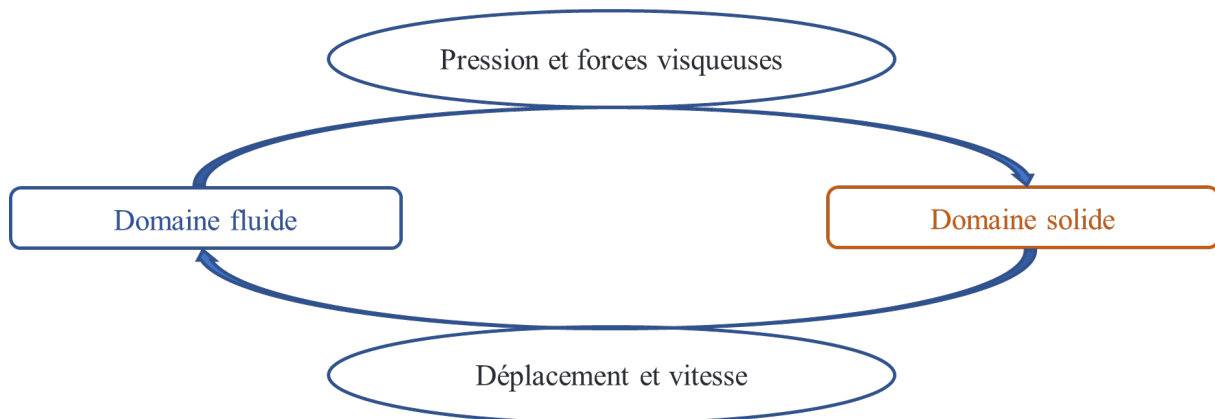 Pression et forces visqueuses
Domaine fluide
Domaine solide
Déplacement et vitesse